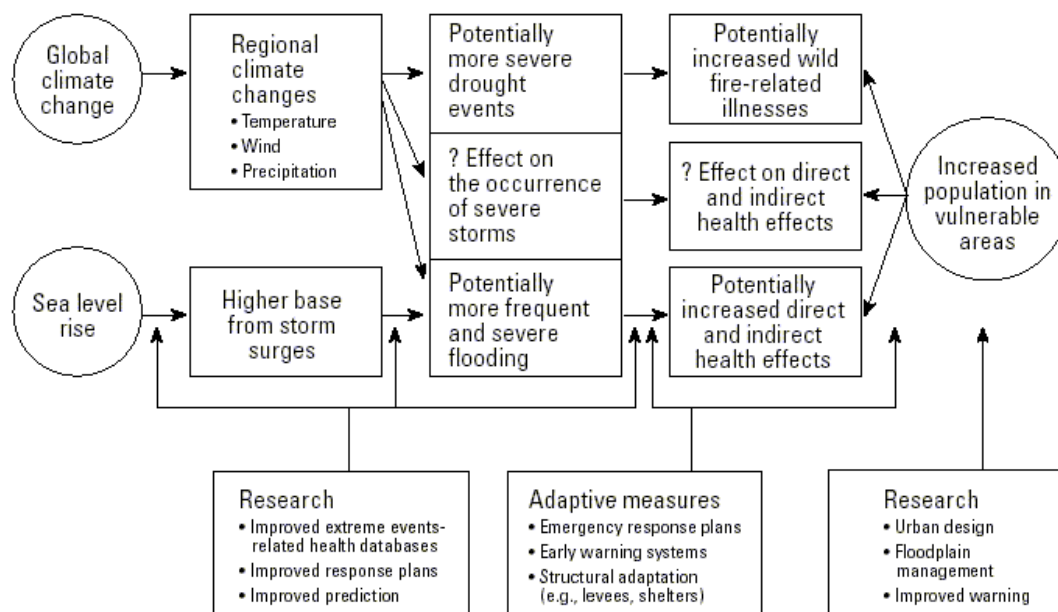 Global
climate
change
Regional
climate
changes
• Temperature
• Wind
• Precipitation
Potentially
more severe
drought
events
Potentially
increased wild
fire-related
illnesses
? Effect on
the occurrence
of severe
storms
? Effect on direct
and indirect
health effects
Increased
population in
vulnerable
areas
Sea level
rise
Higher base
from storm
surges
Potentially
more frequent
and severe
flooding
Potentially
increased direct
and indirect
health effects
Research
• Improved extreme events-
related health databases
• Improved response plans
• Improved prediction
Adaptive measures
• Emergency response plans
• Early warning systems
• Structural adaptation
(e.g., levees, shelters)
Research
• Urban design
• Floodplain
management
• Improved warning